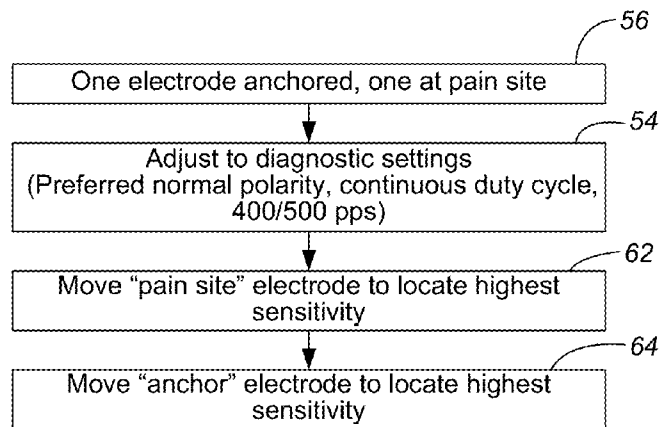 56
One electrode anchored, one at pain site
54
Adjust to diagnostic settings
(Preferred normal polarity, continuous duty cycle,
400/500 pps)
62
Move “pain site” electrode to locate highest
sensitivity
64
Move “anchor” electrode to locate highest
sensitivity